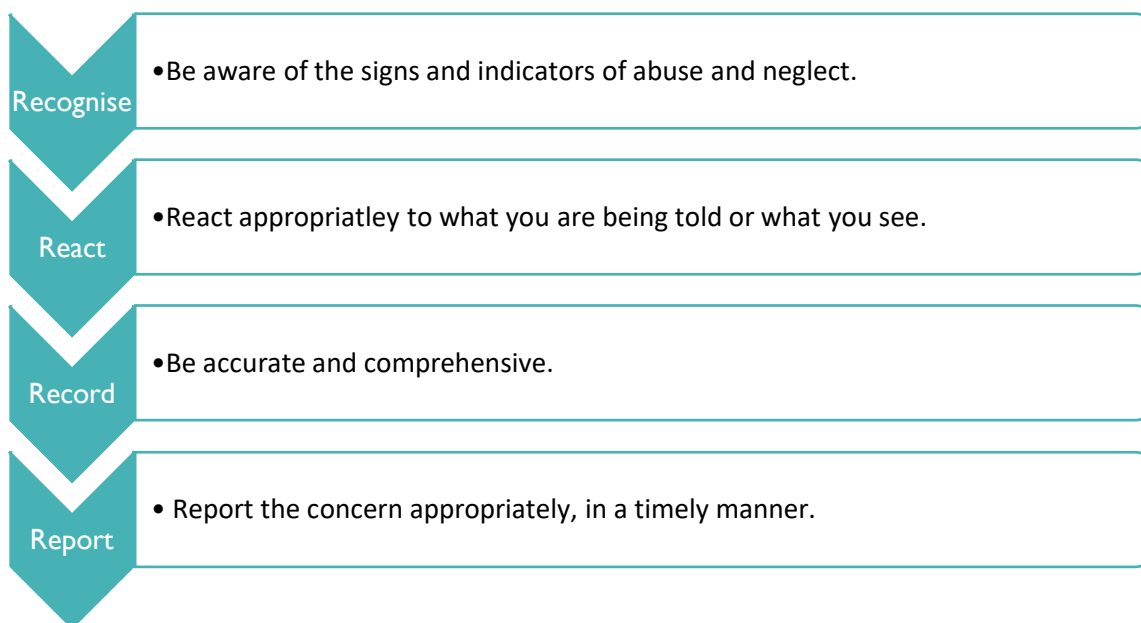 •Be aware of the signs and indicators of abuse and neglect.
Recognise
•React appropriatley to what you are being told or what you see.
React
•Be accurate and comprehensive.
Record
• Report the concern appropriately, in a timely manner.
Report